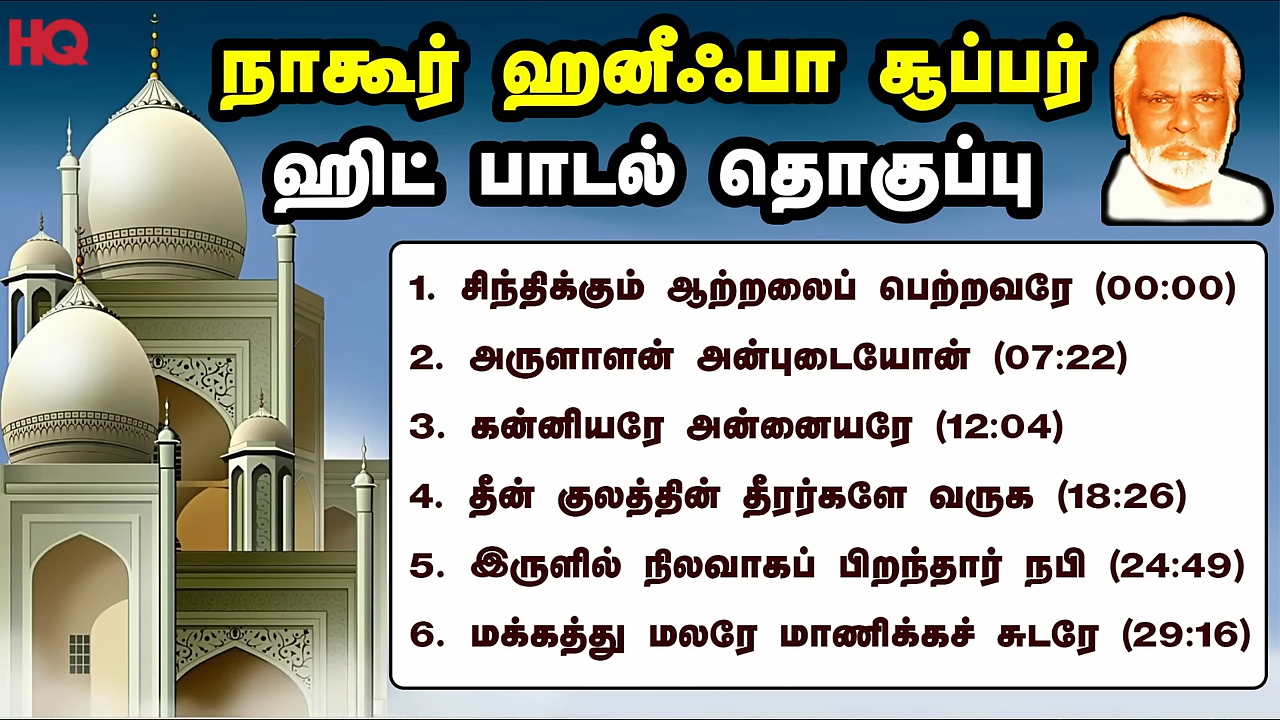 HQ
நாகூர் ஹனீஃபா சூப்பர்
ஹிட் பாடல் தொகுப்பு
1. சிந்திக்கும் ஆற்றலைப் பெற்றவரே (00:00)
2. அருளாளன் அன்புடையோன் (07:22)
3. கன்னியரே அன்னையரே (12:04)
4. தீன் குலத்தின் தீரர்களே வருக (18:26)
5. இருளில் நிலவாகப் பிறந்தார் நபி (24:49)
6. மக்கத்து மலரே மாணிக்கச் சுடரே (29:16)